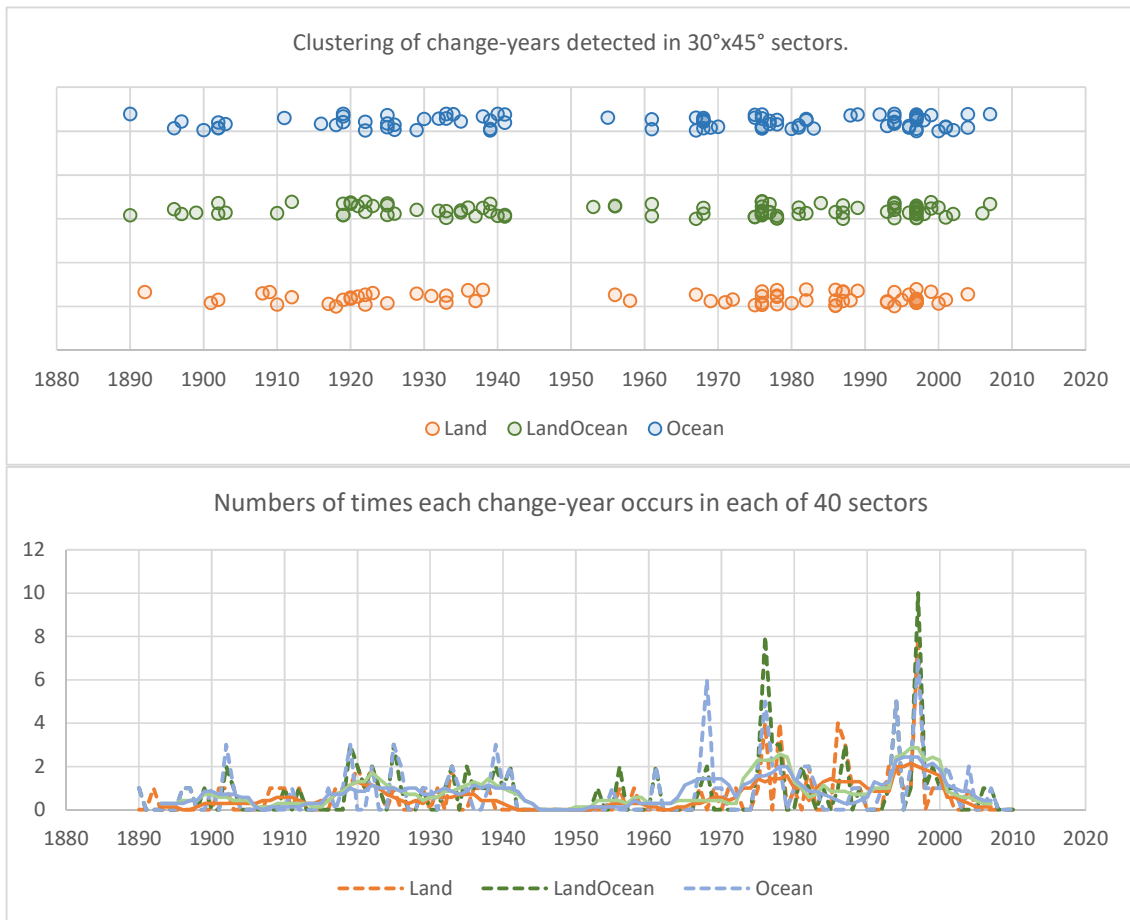 Clustering of change-years detected in 30°x45° sectors.
1880 1890 1900 1910 1920 1930 1940 1950 1960 1970 1980 1990 2000 2010 2020
Land LandOcean Ocean
Numbers of times each change-year occurs in each of 40 sectors
12
10
8
6
4
2
0
1880 1890 1900 1910 1920 1930 1940 1950 1960 1970 1980 1990 2000 2010 2020
Land LandOcean Ocean